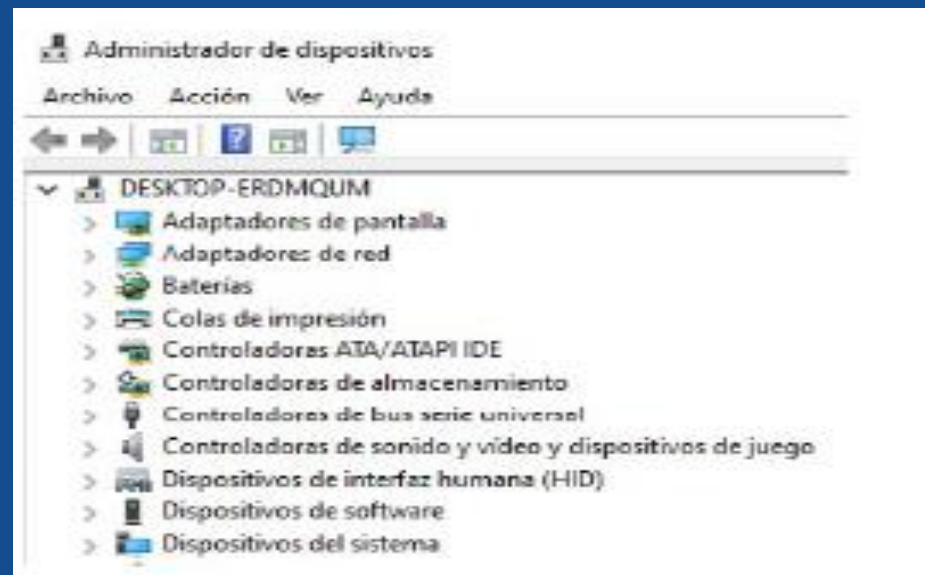 Administrador de dispositivos
Archivo Acción Ver Ayuda
DESKTOP-ERDMQUM
Adaptadores de pantalla
Adaptadores de red
Baterías
Colas de impresión
Controladoras ATA/ATAPI IDE
Controladoras de almacenamiento
Controladoras de bus serie universal
Controladoras de sonido y vídeo y dispositivos de juego
Dispositivos de interfaz humana (HID)
Dispositivos de software
Dispositivos del sistema